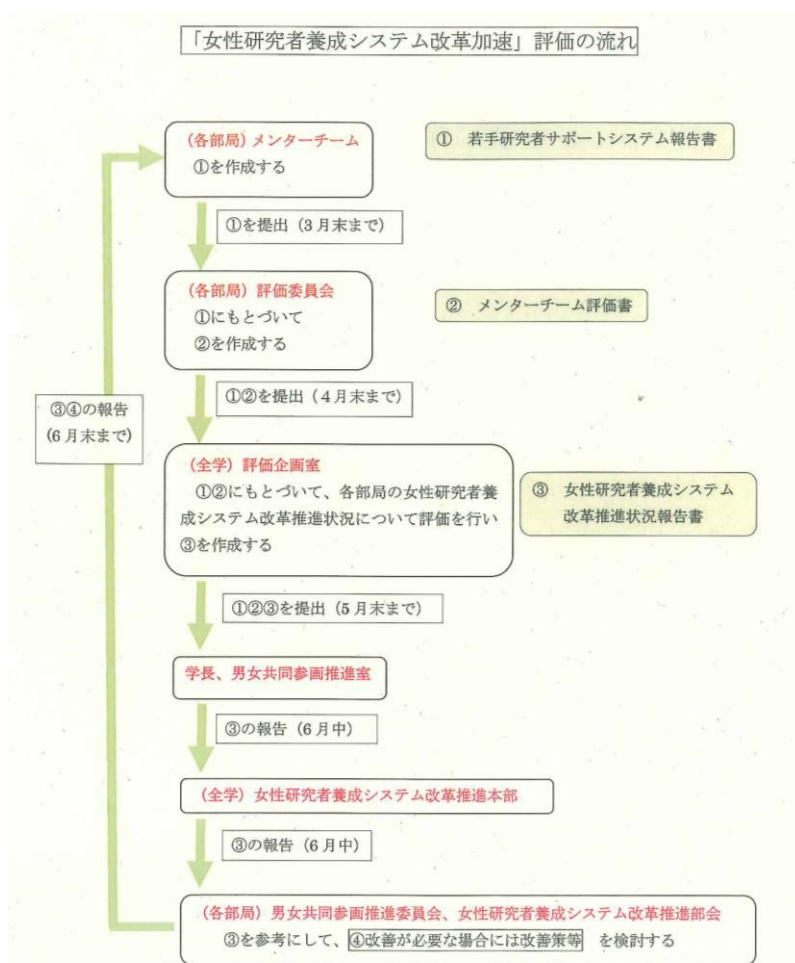 「女性研究者養成システム改革加速」評価の流れ
(各部局) メンターチーム
①を作成する
① 若手研究者サポートシステム報告書
①を提出(3月末まで)
(各部局) 評価委員会
①にもとづいて
②を作成する
② メンターチーム評価書
①②を提出(4月末まで)
③④の報告
(6月末まで)
(全学) 評価企画室
①②にもとづいて、各部局の女性研究者養
成システム改革推進状況について評価を行い
③を作成する
③ 女性研究者養成システム
改革推進状況報告書
①②③を提出(5月末まで)
学長、男女共同参画推進室
③の報告(6月中)
(全学) 女性研究者養成システム改革推進本部
③の報告(6月中)
(各部局) 男女共同参画推進委員会、女性研究者養成システム改革推進部会
③を参考にして、④改善が必要な場合には改善策等 を検討する